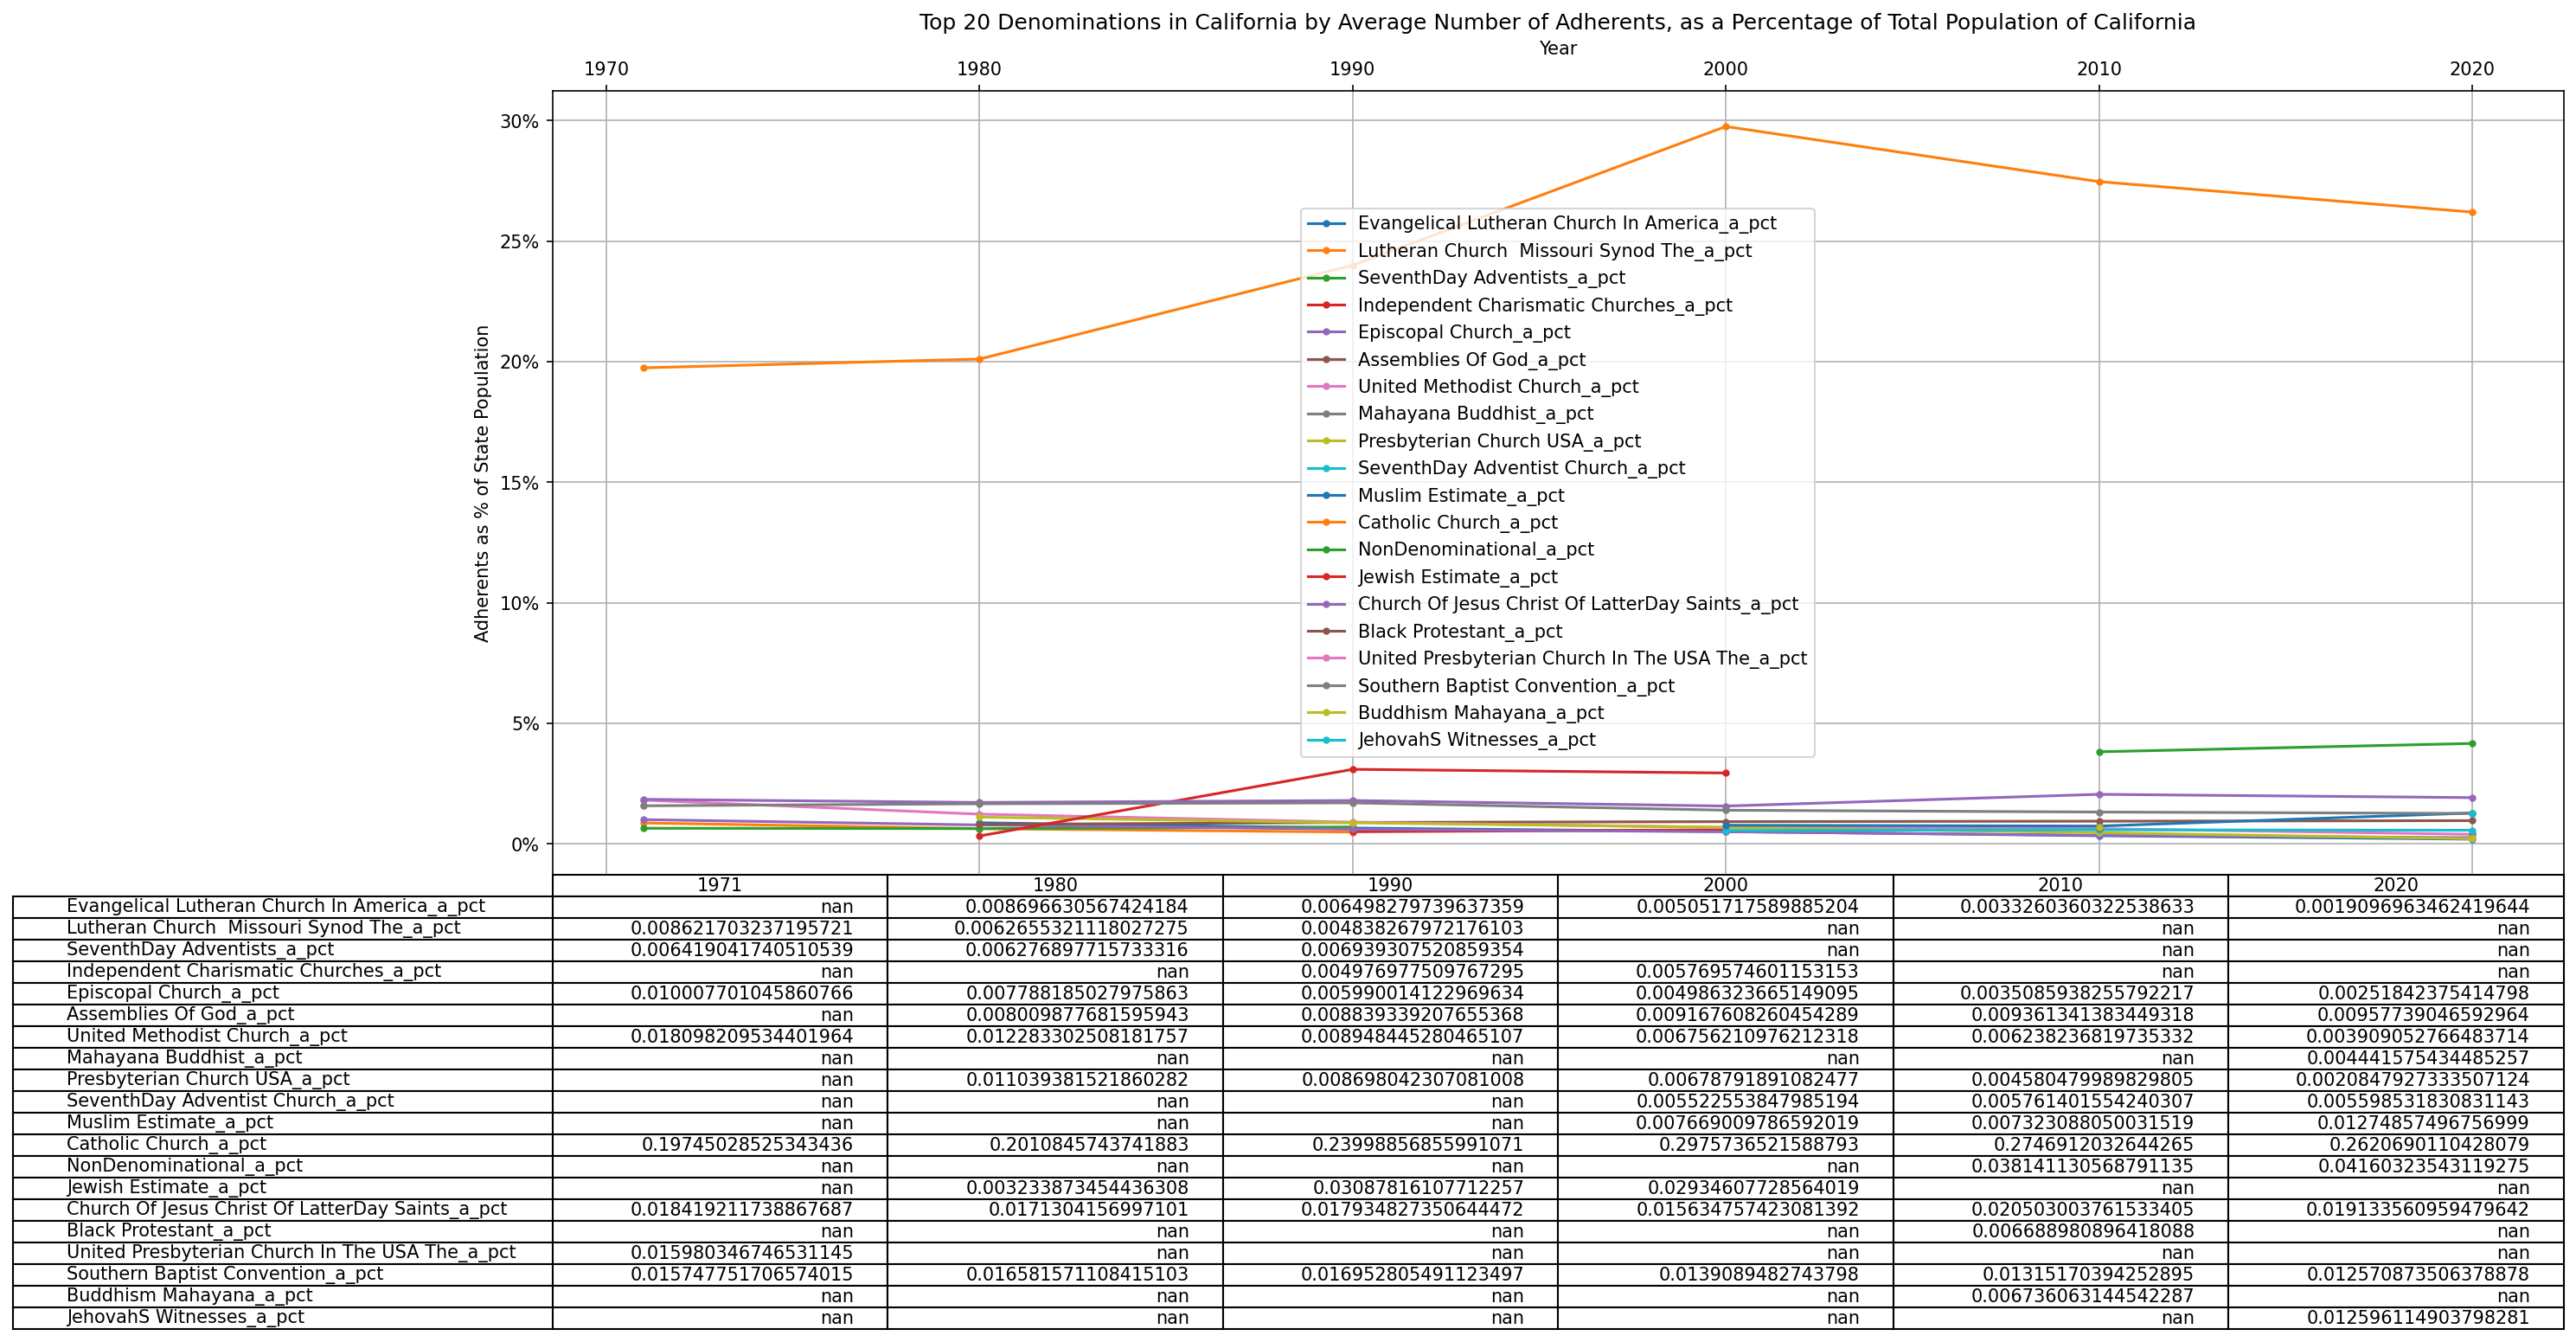 Top 20 Denominations in California by Average Number of Adherents, as a Percentage of Total Population of California
Year
1970 1980 1990 2000 2010 2020
Adherents as % of State Population
30%
25%
20%
15%
10%
5%
0%
Evangelical Lutheran Church In America_a_pct
Lutheran Church  Missouri Synod The_a_pct
SeventhDay Adventists_a_pct
Independent Charismatic Churches_a_pct
Episcopal Church_a_pct
Assemblies Of God_a_pct
United Methodist Church_a_pct
Mahayana Buddhist_a_pct
Presbyterian Church USA_a_pct
SeventhDay Adventist Church_a_pct
Muslim Estimate_a_pct
Catholic Church_a_pct
NonDenominational_a_pct
Jewish Estimate_a_pct
Church Of Jesus Christ Of LatterDay Saints_a_pct
Black Protestant_a_pct
United Presbyterian Church In The USA The_a_pct
Southern Baptist Convention_a_pct
Buddhism Mahayana_a_pct
JehovahS Witnesses_a_pct
1971 1980 1990 2000 2010 2020
Evangelical Lutheran Church In America_a_pct nan 0.008696630567424184 0.006498279739637359 0.005051717589885204 0.0033260360322538633 0.0019096963462419644
Lutheran Church  Missouri Synod The_a_pct 0.008621703237195721 0.0062655321118027275 0.004838267972176103 nan nan nan
SeventhDay Adventists_a_pct 0.006419041740510539 0.006276897715733316 0.006939307520859354 nan nan nan
Independent Charismatic Churches_a_pct nan nan 0.004976977509767295 0.005769574601153153 nan nan
Episcopal Church_a_pct 0.010007701045860766 0.007788185027975863 0.005990014122969634 0.004986323665149095 0.0035085938255792217 0.00251842375414798
Assemblies Of God_a_pct nan 0.008009877681595943 0.008839339207655368 0.009167608260454289 0.009361341383449318 0.00957739046592964
United Methodist Church_a_pct 0.018098209534401964 0.012283302508181757 0.008948445280465107 0.006756210976212318 0.006238236819735332 0.003909052766483714
Mahayana Buddhist_a_pct nan nan nan nan nan 0.004441575434485257
Presbyterian Church USA_a_pct nan 0.011039381521860282 0.008698042307081008 0.00678791891082477 0.004580479989829805 0.0020847927333507124
SeventhDay Adventist Church_a_pct nan nan nan 0.005522553847985194 0.005761401554240307 0.005598531830831143
Muslim Estimate_a_pct nan nan nan 0.007669009786592019 0.007323088050031519 0.012748574967569​99
Catholic Church_a_pct 0.19745028525343436 0.2010845743741883 0.23998856855991071 0.2975736521588793 0.2746912032644265 0.2620690110428079
NonDenominational_a_pct nan nan nan nan 0.038141130568791135 0.04160323543119275
Jewish Estimate_a_pct nan 0.003233873454436308 0.03087816107712257 0.02934607728564019 nan nan
Church Of Jesus Christ Of LatterDay Saints_a_pct 0.018419211738867687 0.0171304156997101 0.017934827350644472 0.015634757423081392 0.020503003761533405 0.019133560959479642
Black Protestant_a_pct nan nan nan nan 0.006688980896418088 nan
United Presbyterian Church In The USA The_a_pct 0.015980346746531145 nan nan nan nan nan
Southern Baptist Convention_a_pct 0.015747751706574015 0.016581571108415103 0.016952805491123497 0.0139089482743798 0.01315170394252895 0.012570873506378878
Buddhism Mahayana_a_pct nan nan nan nan 0.006736063144542287 nan
JehovahS Witnesses_a_pct nan nan nan nan nan 0.012596114903798281